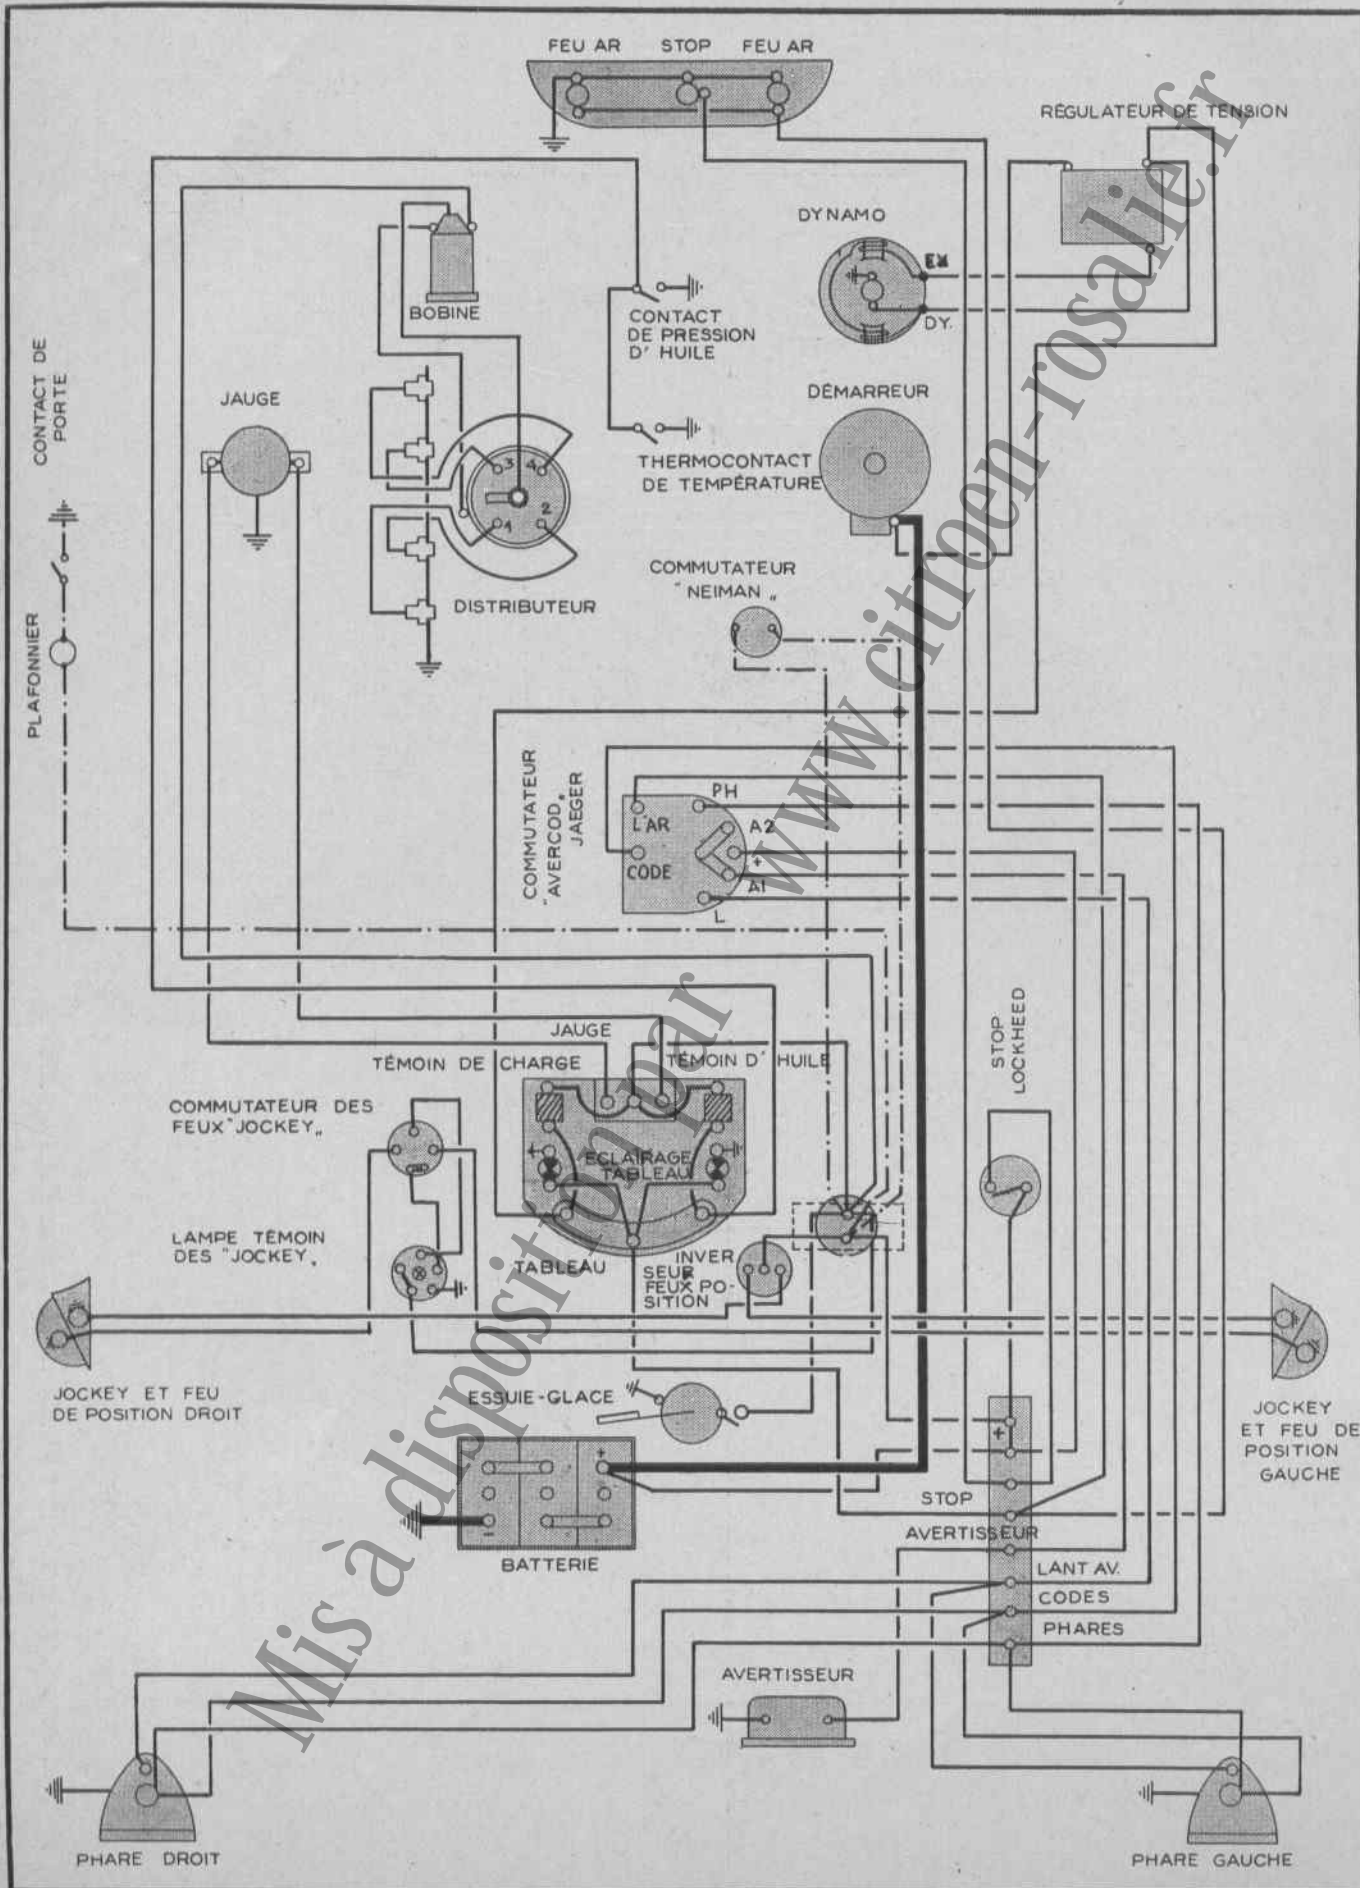 FEU AR STOP FEU AR
RÉGULATEUR DE TENSION
DYNAMO
EX
DY.
BOBINE
CONTACT
DE PRESSION
D' HUILE
CONTACT DE
PORTE
JAUGE
DÉMARREUR
3 4
1 2
THERMOCONTACT
DE TEMPÉRATURE
COMMUTATEUR
"NEIMAN„
DISTRIBUTEUR
PLAFONNIER
COMMUTATEUR
"AVERCOD„
JAEGER
PH
L'AR
A2
+
CODE
A1
L
STOP
LOCKHEED
JAUGE
TÉMOIN DE CHARGE
TÉMOIN D' HUILE
COMMUTATEUR DES
FEUX "JOCKEY„
ECLAIRAGE
TABLEAU
LAMPE TÉMOIN
DES "JOCKEY„
TABLEAU
INVER
SEUR
FEUX PO-
SITION
JOCKEY ET FEU
DE POSITION DROIT
ESSUIE-GLACE
JOCKEY
ET FEU DE
POSITION
GAUCHE
+
+
-
BATTERIE
STOP
AVERTISSEUR
LANT AV.
CODES
PHARES
AVERTISSEUR
PHARE DROIT
PHARE GAUCHE
Mis à disposition par www.citroen-rosalie.fr